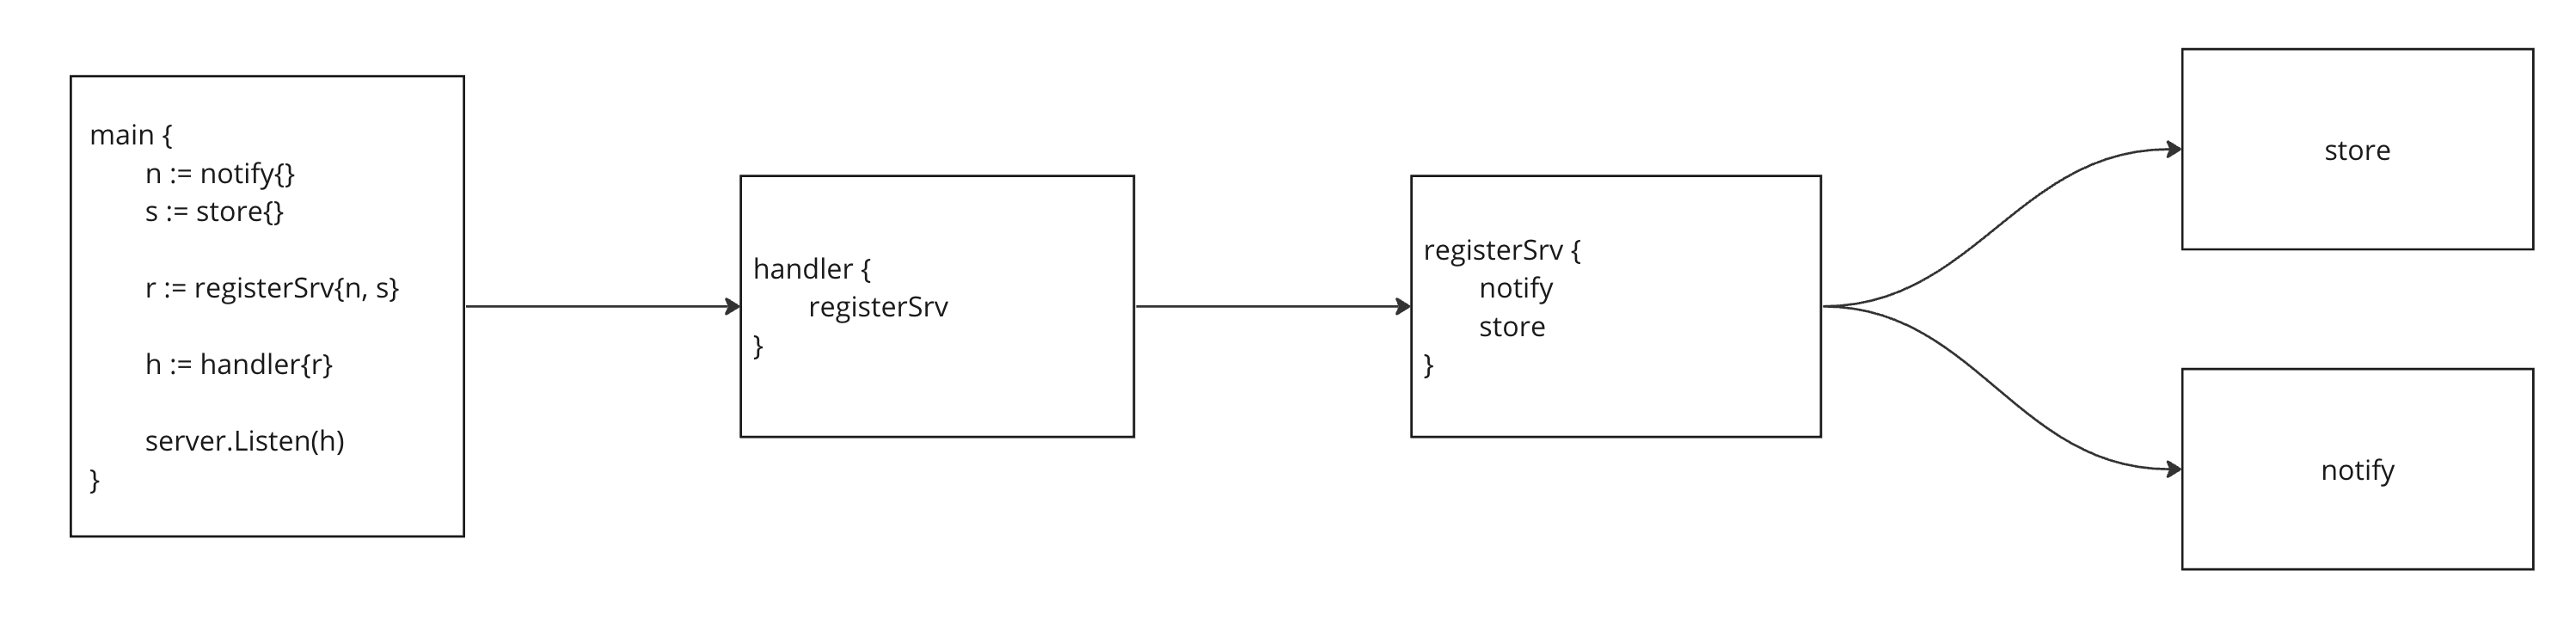 main {
n := notify{}
s := store{}
r := registerSrv{n, s}
h := handler{r}
server.Listen(h)
}
handler {
registerSrv
}
registerSrv {
notify
store
}
store
notify